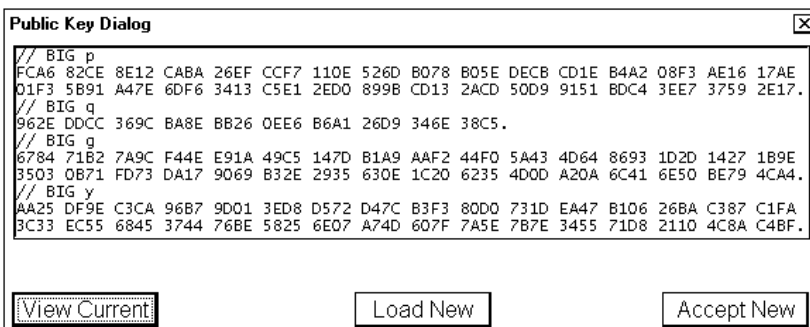 Public Key Dialog
// BIG p
FCA6 82CE 8E12 CABA 26EF CCF7 110E 526D B078 B05E DECB CD1E B4A2 08F3 AE16 17AE
01F3 5B91 A47E 6DF6 3413 C5E1 2ED0 899B CD13 2ACD 50D9 9151 BDC4 3EE7 3759 2E17.
// BIG q
962E DDCC 369C BA8E BB26 0EE6 B6A1 26D9 346E 38C5.
// BIG g
6784 71B2 7A9C F44E E91A 49C5 147D B1A9 AAF2 44F0 5A43 4D64 8693 1D2D 1427 1B9E
3503 0B71 FD73 DA17 9069 B32E 2935 630E 1C20 6235 4D0D A20A 6C41 6E50 BE79 4CA4.
// BIG y
AA25 DF9E C3CA 96B7 9D01 3ED8 D572 D47C B3F3 80D0 731D EA47 B106 26BA C387 C1FA
3C33 EC55 6845 3744 76BE 5825 6E07 A74D 607F 7A5E 7B7E 3455 71D8 2110 4C8A C4BF.
View Current
Load New
Accept New